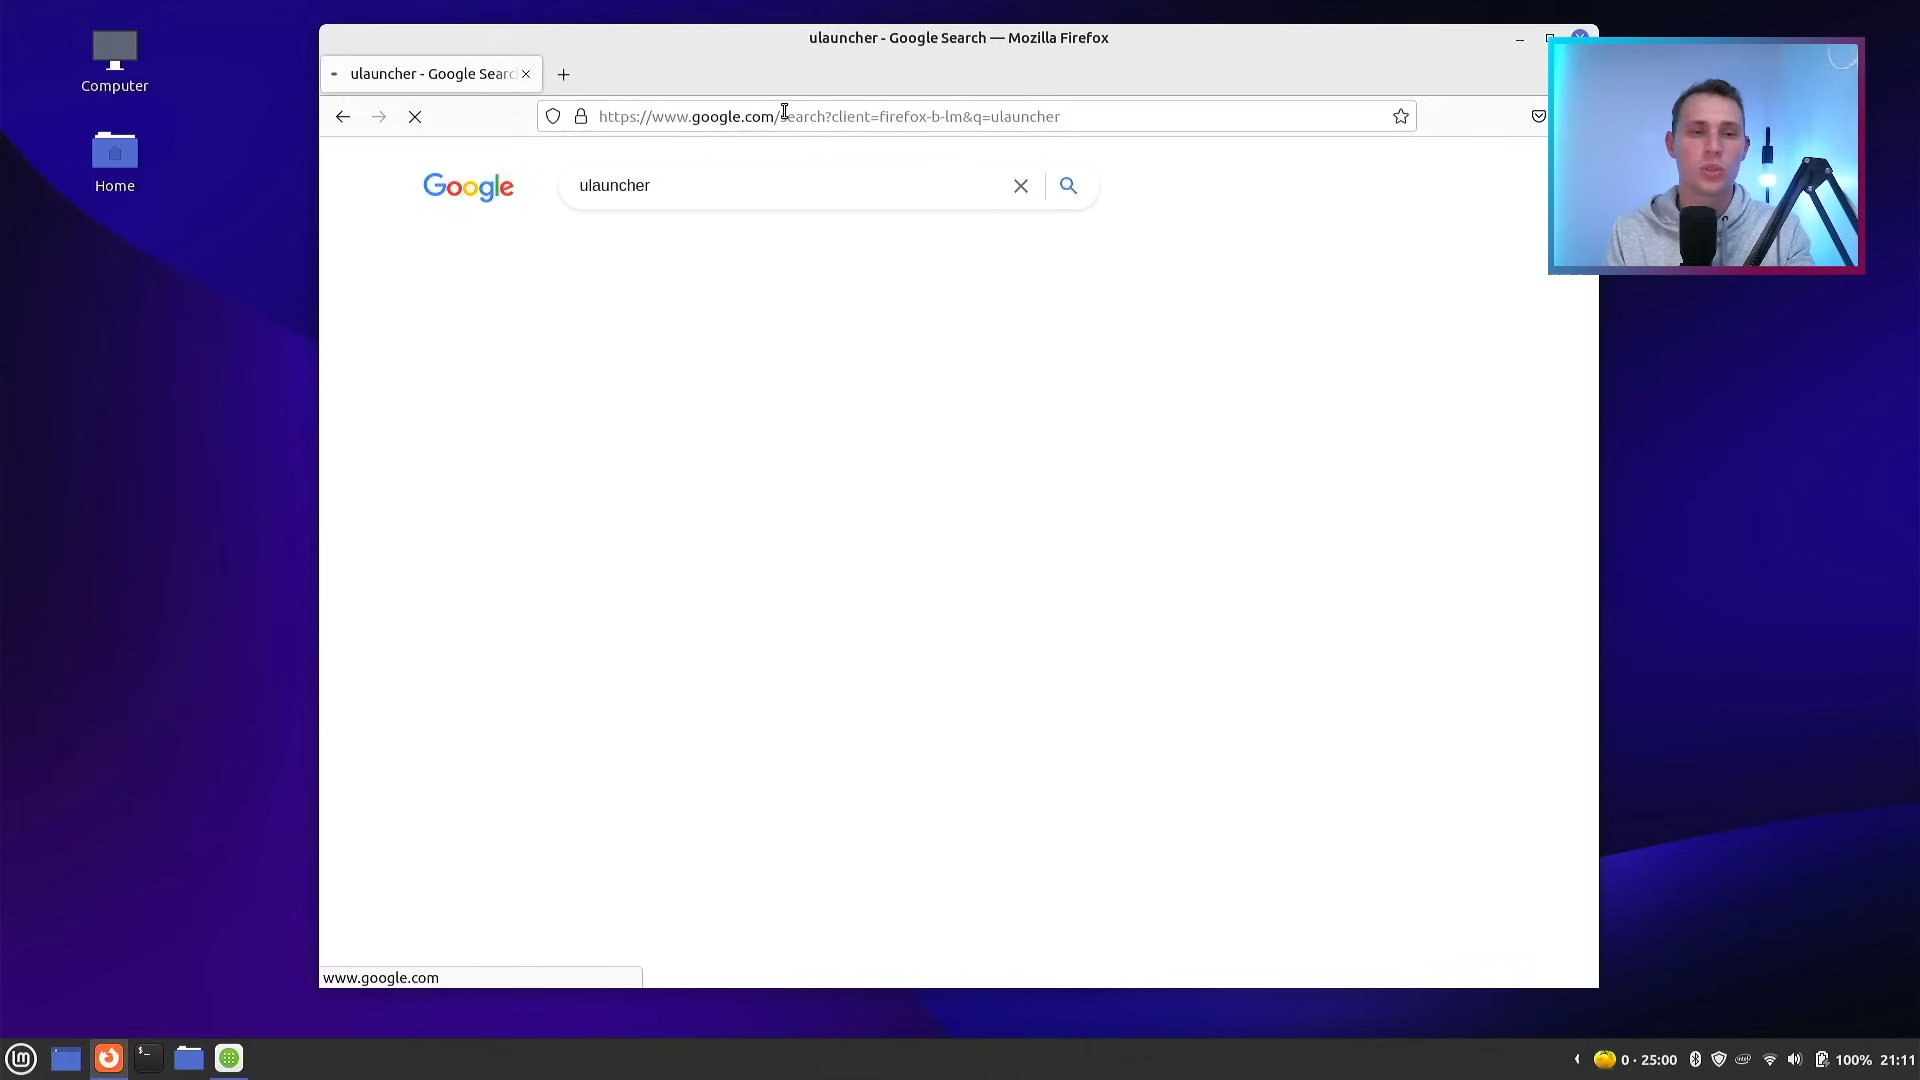 Computer
Home
ulauncher - Google Search — Mozilla Firefox
ulauncher - Google Searc
https://www.google.com/search?client=firefox-b-lm&q=ulauncher
Google
ulauncher
www.google.com
0 · 25:00
100%
21:11